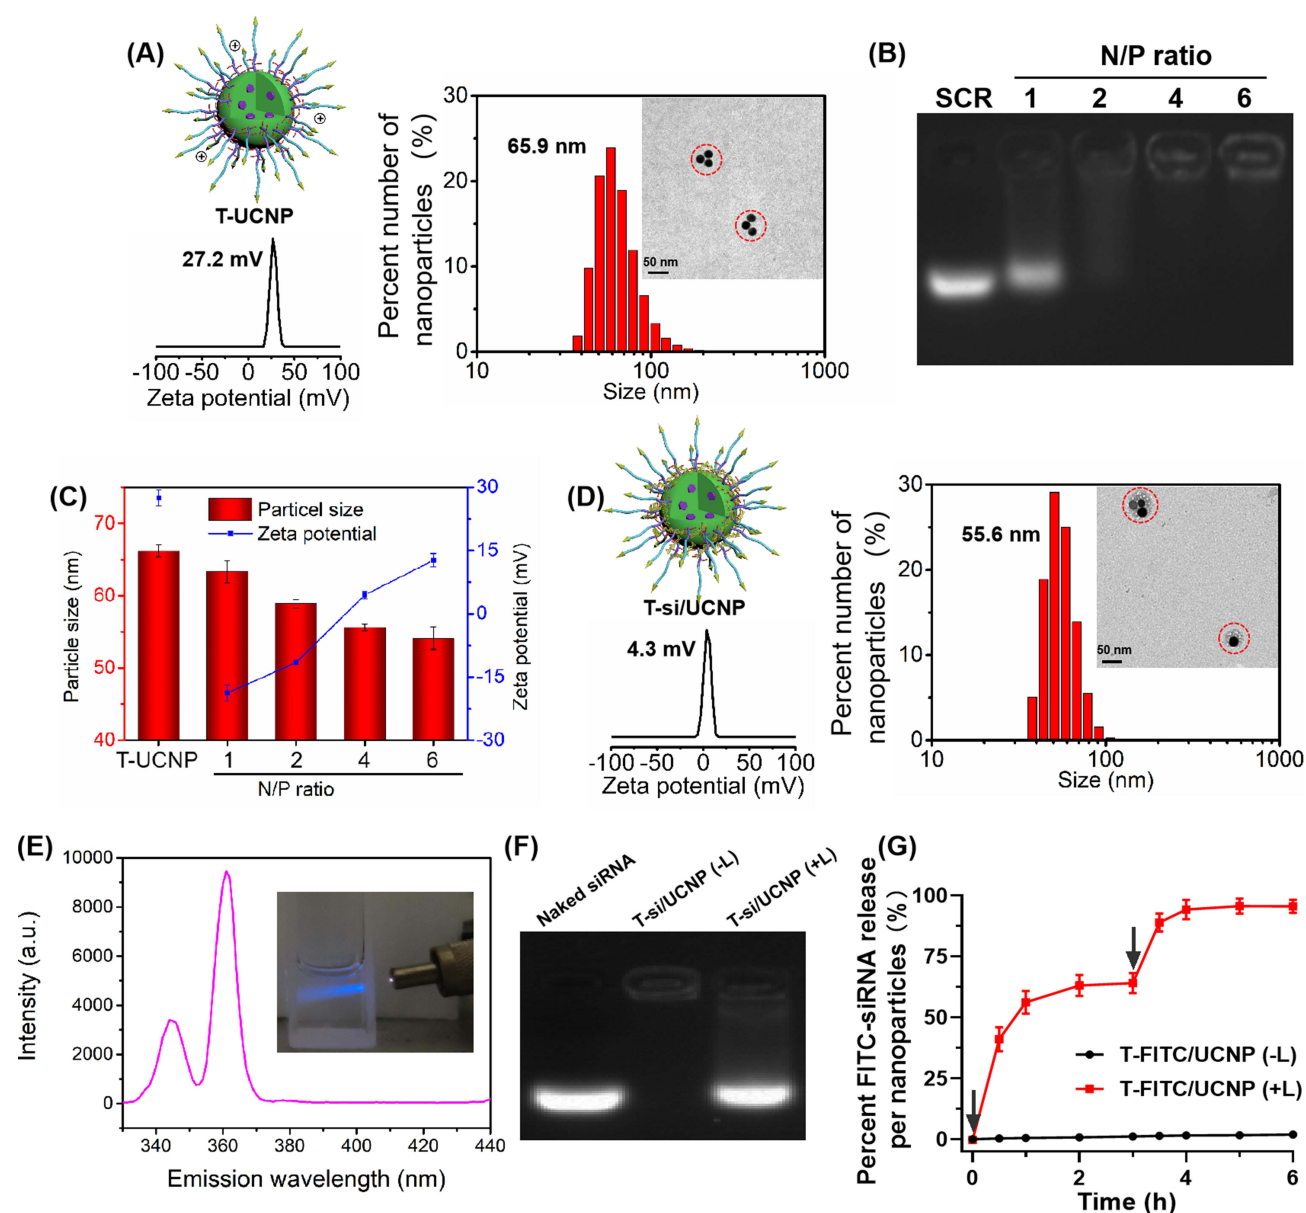 (A)
T-UCNP
27.2 mV
-100 -50 0 50 100
Zeta potential (mV)
Percent number of
nanoparticles (%)
30
20
10
0
65.9 nm
50 nm
10 100 1000
Size (nm)
(B)
N/P ratio
SCR 1 2 4 6
(C)
Particle size (nm)
70
60
50
40
Particel size
Zeta potential
30
15
0
-15
-30
Zeta potential (mV)
T-UCNP 1 2 4 6
N/P ratio
(D)
T-si/UCNP
4.3 mV
-100 -50 0 50 100
Zeta potential (mV)
Percent number of
nanoparticles (%)
30
20
10
0
55.6 nm
50 nm
10 100 1000
Size (nm)
(E)
Intensity (a.u.)
10000
8000
6000
4000
2000
0
340 360 380 400 420 440
Emission wavelength (nm)
(F)
Naked siRNA
T-si/UCNP (-L)
T-si/UCNP (+L)
(G)
Percent FITC-siRNA release
per nanoparticles (%)
100
75
50
25
0
T-FITC/UCNP (-L)
T-FITC/UCNP (+L)
0 2 4 6
Time (h)